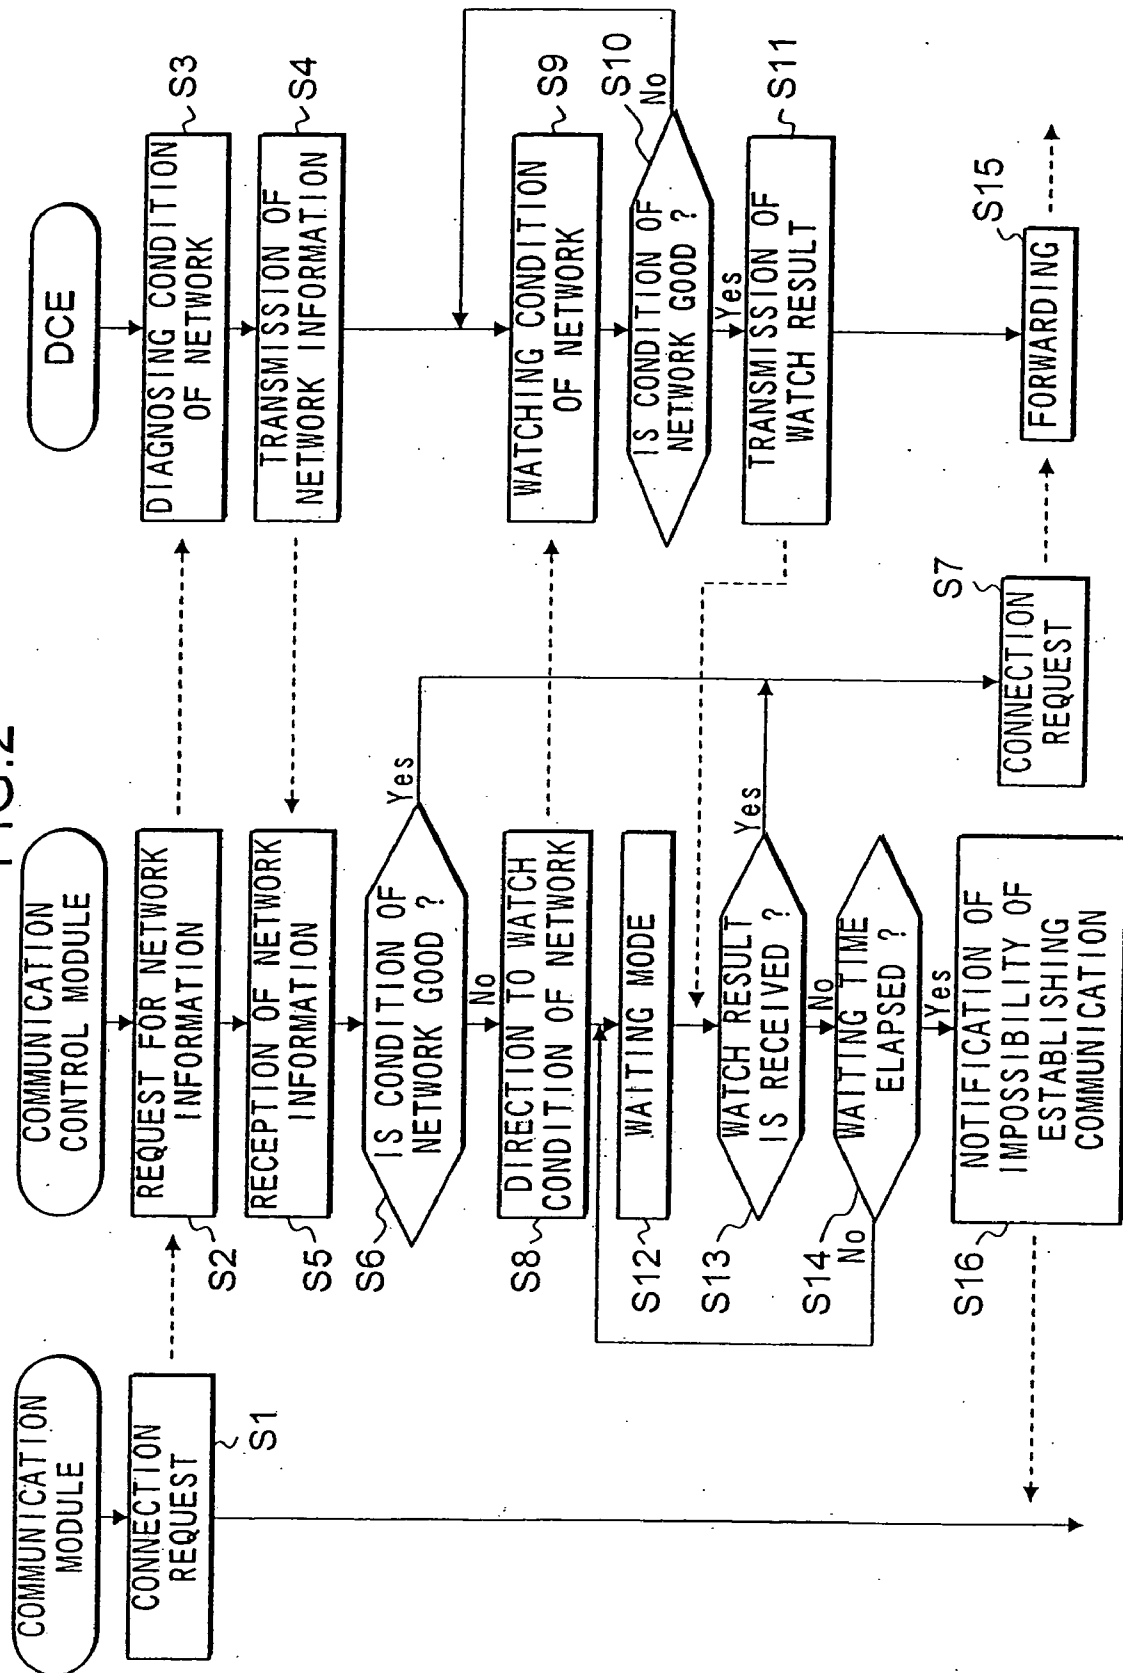 FIG.2
COMMUNICATION
MODULE
CONNECTION
REQUEST
S1
COMMUNICATION
CONTROL MODULE
REQUEST FOR NETWORK
INFORMATION
S2
RECEPTION OF NETWORK
INFORMATION
S5
IS CONDITION OF
NETWORK GOOD ?
S6
Yes
No
DIRECTION TO WATCH
CONDITION OF NETWORK
S8
WAITING MODE
S12
WATCH RESULT
IS RECEIVED ?
S13
Yes
No
WAITING TIME
ELAPSED ?
S14
No
Yes
NOTIFICATION OF
IMPOSSIBILITY OF
ESTABLISHING
COMMUNICATION
S16
CONNECTION
REQUEST
S7
DCE
DIAGNOSING CONDITION
OF NETWORK
S3
TRANSMISSION OF
NETWORK INFORMATION
S4
WATCHING CONDITION
OF NETWORK
S9
IS CONDITION OF
NETWORK GOOD ?
S10
No
Yes
TRANSMISSION OF
WATCH RESULT
S11
FORWARDING
S15